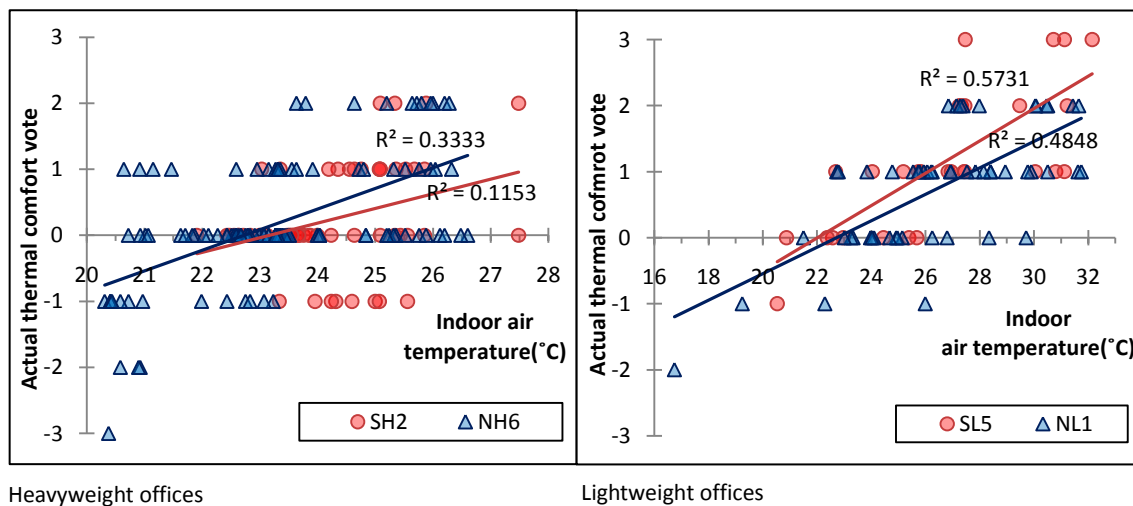 Actual thermal comfort vote
3
2
1
0
-1
-2
-3
20 21 22 23 24 25 26 27 28
R² = 0.3333
R² = 0.1153
Indoor air
temperature(˚C)
SH2 NH6
Heavyweight offices
Actual thermal cofmrot vote
3
2
1
0
-1
-2
-3
16 18 20 22 24 26 28 30 32
R² = 0.5731
R² = 0.4848
Indoor
air temperature(˚C)
SL5 NL1
Lightweight offices